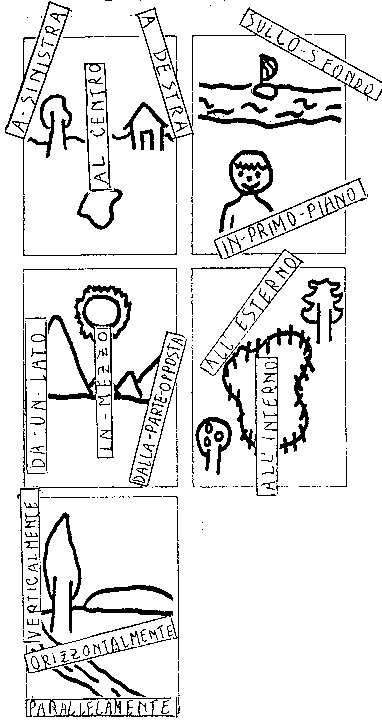 A-SINISTRA
AL CENTRO
A DESTRA
SULLO-SFONDO
IN-PRIMO-PIANO
DA-UN-LATO
IN-MEZZO
DALLA-PARTE-OPPOSTA
ALL'ESTERNO
ALL'INTERNO
VERTICALMENTE
ORIZZONTALMENTE
PARALLELAMENTE